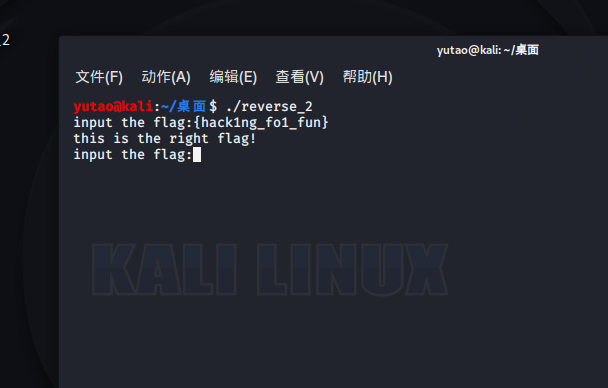 _2
yutao@kali: ~/桌面
文件(F) 动作(A) 编辑(E) 查看(V) 帮助(H)
yutao@kali:~/桌面$ ./reverse_2
input the flag:{hack1ng_fo1_fun}
this is the right flag!
input the flag:
KALI LINUX